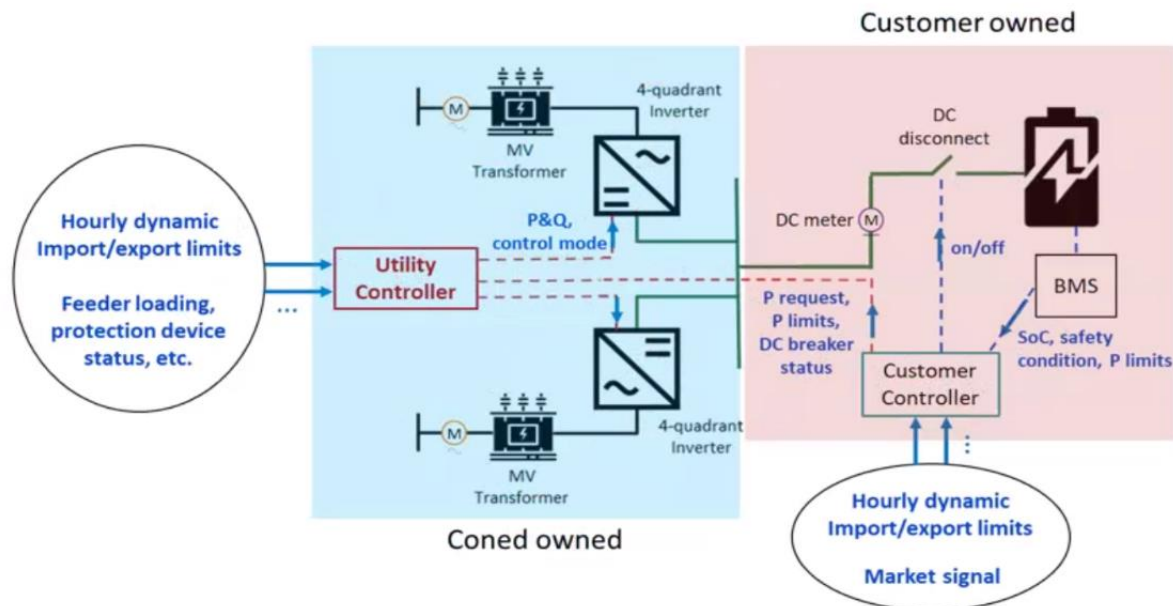 Customer owned
4-quadrant
Inverter
M
MV
Transformer
DC
disconnect
Hourly dynamic
Import/export limits
Feeder loading,
protection device
status, etc.
...
Utility
Controller
P&Q,
control mode
DC meter
M
on/off
BMS
P request,
P limits,
DC breaker
status
SoC, safety
condition, P limits
Customer
Controller
M
MV
Transformer
4-quadrant
Inverter
Coned owned
...
Hourly dynamic
Import/export limits
Market signal